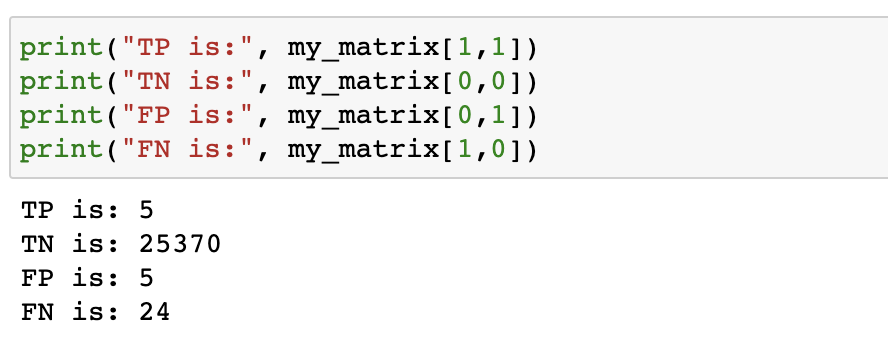 print("TP is:", my_matrix[1,1])
print("TN is:", my_matrix[0,0])
print("FP is:", my_matrix[0,1])
print("FN is:", my_matrix[1,0])
TP is: 5
TN is: 25370
FP is: 5
FN is: 24